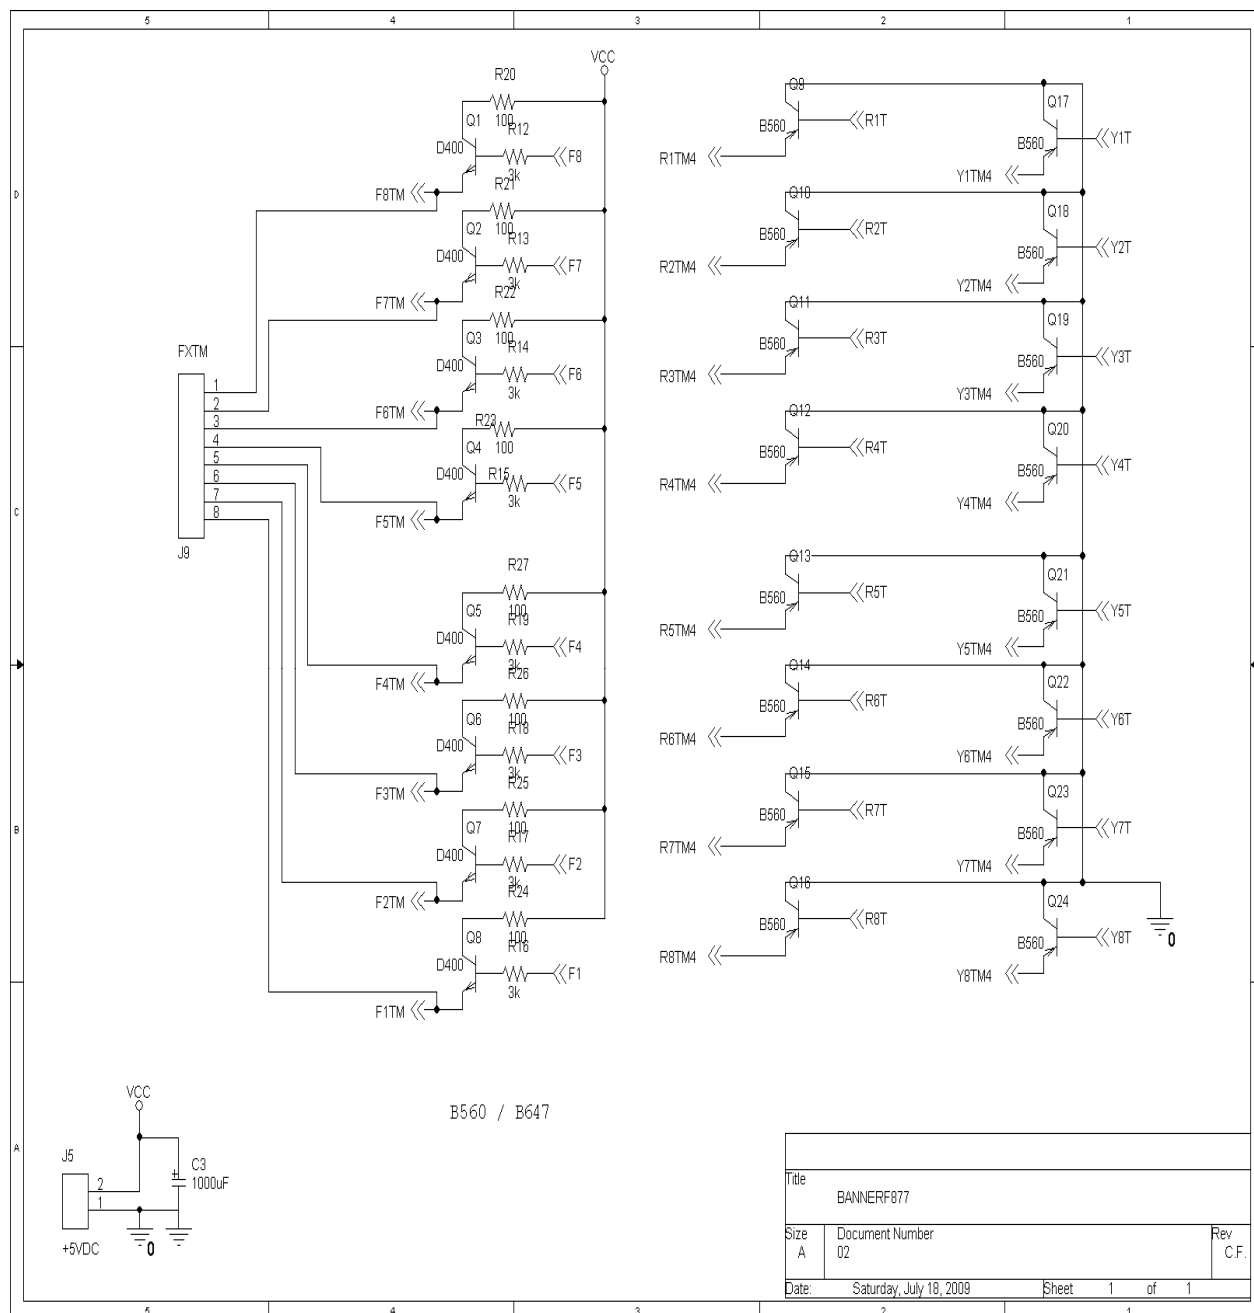 5 4 3 2 1
VCC
R20
100
Q1
D400
R12
3k
F8
F8TM
R21
100
Q2
D400
R13
3k
F7
F7TM
R22
100
Q3
D400
R14
3k
F6
F6TM
R23
100
Q4
D400
R15
3k
F5
F5TM
R27
100
Q5
D400
R19
3k
F4
F4TM
R26
100
Q6
D400
R18
3k
F3
F3TM
R25
100
Q7
D400
R17
3k
F2
F2TM
R24
100
Q8
D400
R16
3k
F1
F1TM
FXTM
1
2
3
4
5
6
7
8
J9
Q9
B560
R1T
R1TM4
Q10
B560
R2T
R2TM4
Q11
B560
R3T
R3TM4
Q12
B560
R4T
R4TM4
Q13
B560
R5T
R5TM4
Q14
B560
R6T
R6TM4
Q15
B560
R7T
R7TM4
Q16
B560
R8T
R8TM4
Q17
B560
Y1T
Y1TM4
Q18
B560
Y2T
Y2TM4
Q19
B560
Y3T
Y3TM4
Q20
B560
Y4T
Y4TM4
Q21
B560
Y5T
Y5TM4
Q22
B560
Y6T
Y6TM4
Q23
B560
Y7T
Y7TM4
Q24
B560
Y8T
Y8TM4
0
D
C
B
A
VCC
J5
2
1
+5VDC
C3
+
1000uF
0
B560 / B647
Title
BANNERF877
Size Document Number Rev
A 02 C.F.
Date: Saturday, July 18, 2009 Sheet 1 of 1
5 4 3 2 1